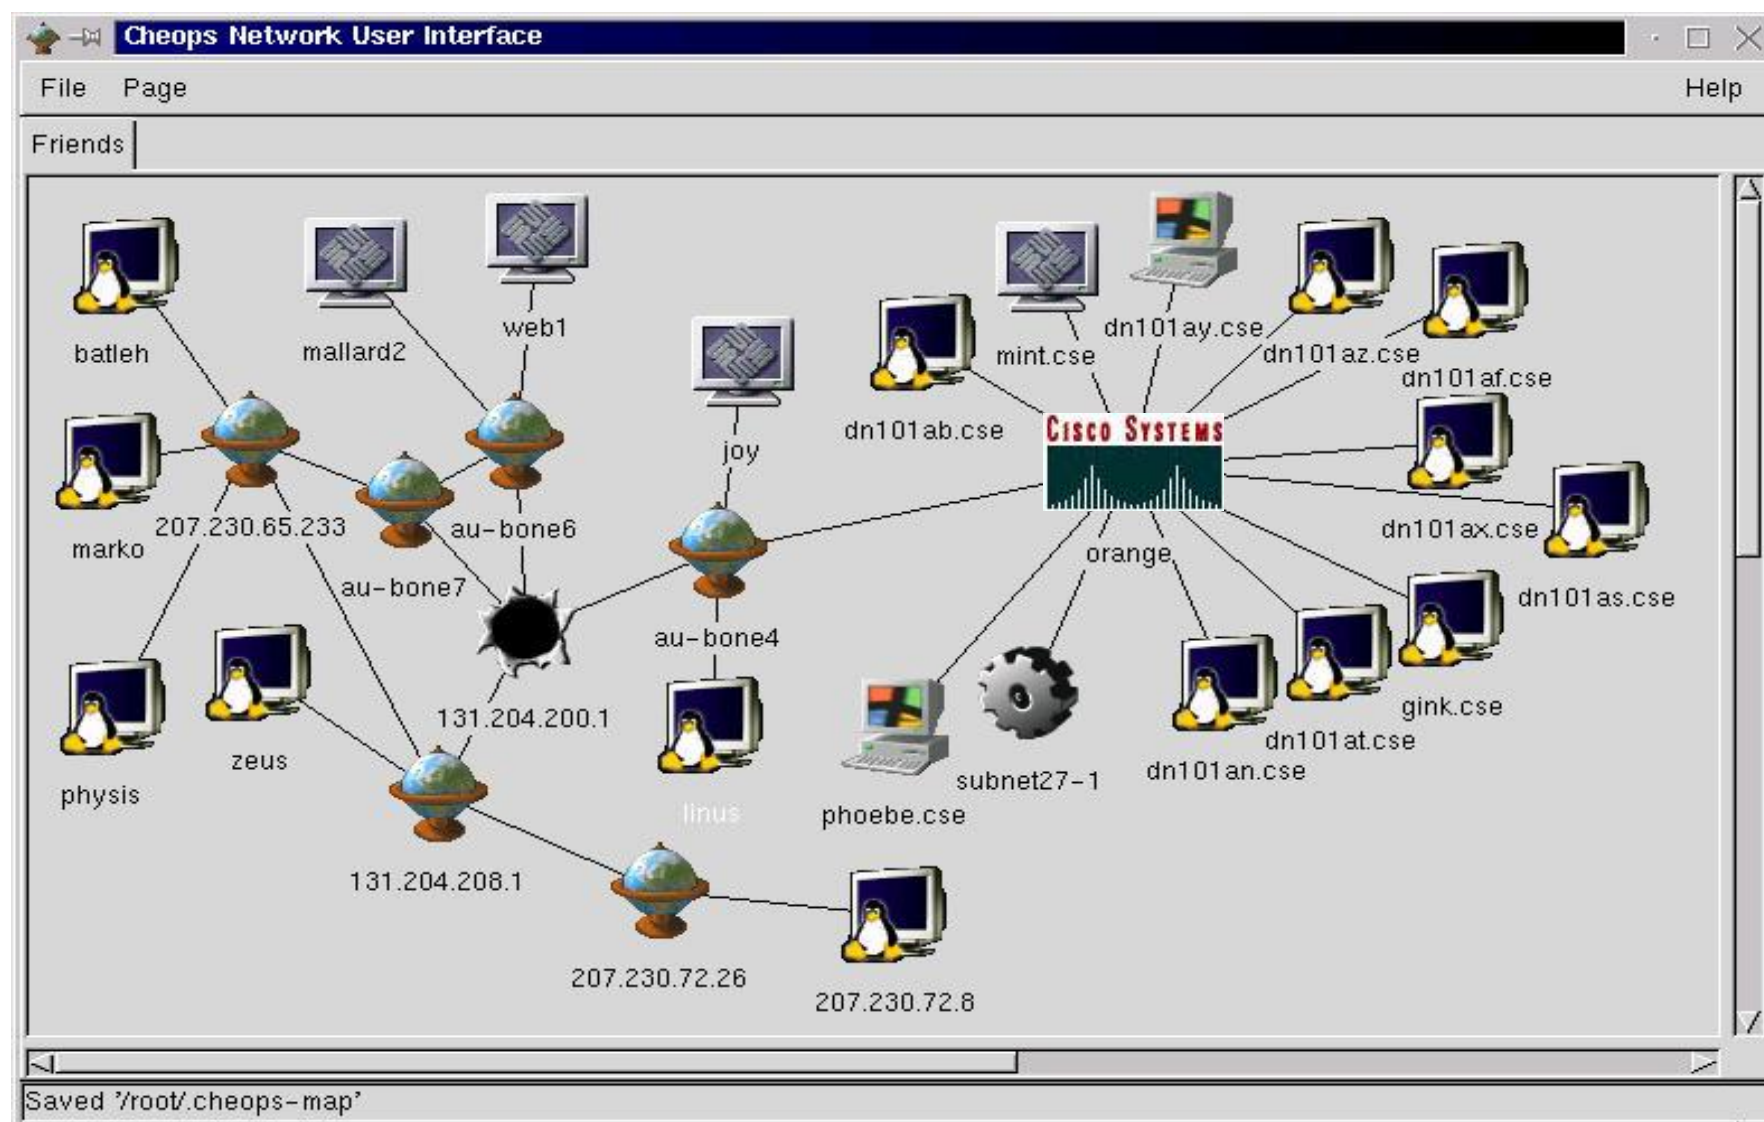 Cheops Network User Interface
File Page Help
Friends
batleh
mallard2
web1
mint.cse
dn101ay.cse
dn101az.cse
dn101af.cse
dn101ab.cse
CISCO SYSTEMS
joy
marko
207.230.65.233
au-bone6
au-bone7
orange
dn101ax.cse
dn101as.cse
au-bone4
131.204.200.1
physis
zeus
linus
phoebe.cse
subnet27-1
dn101an.cse
dn101at.cse
gink.cse
131.204.208.1
207.230.72.26
207.230.72.8
Saved '/root/.cheops-map'